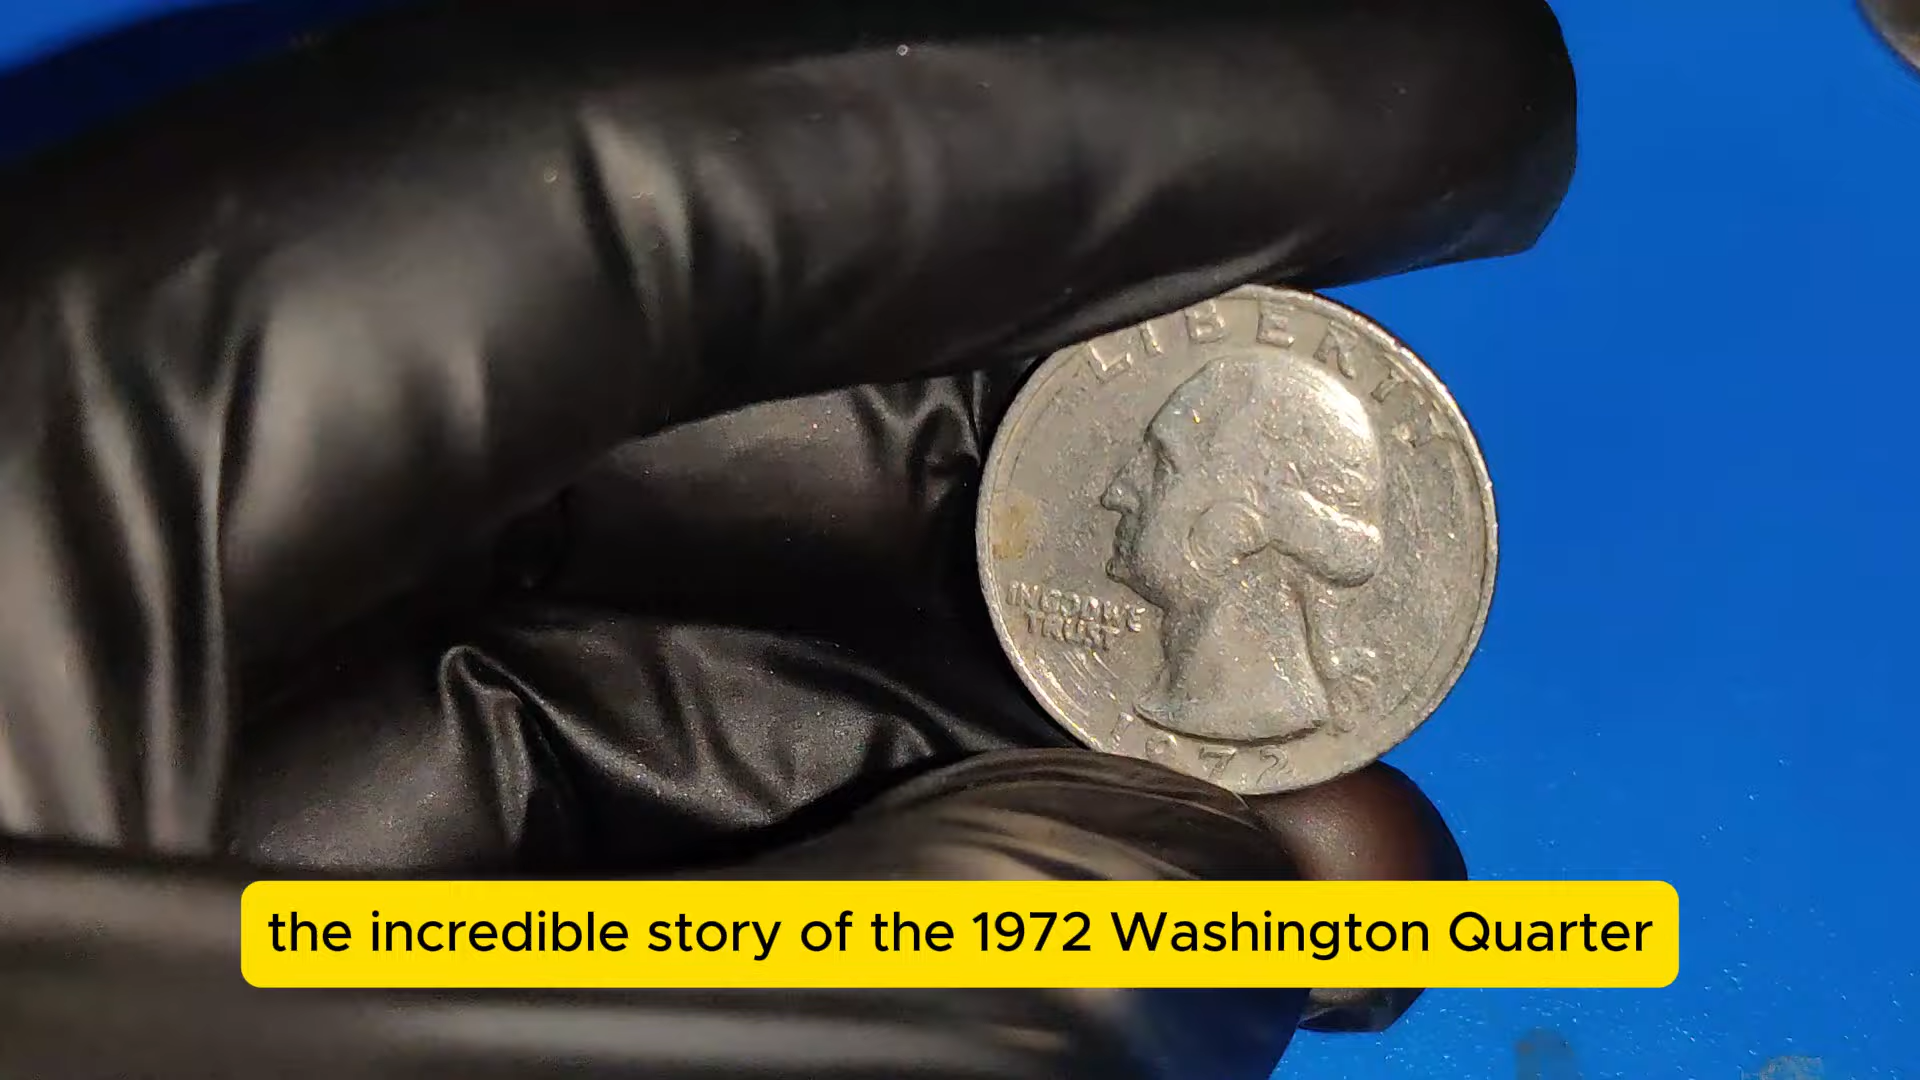 LIBERTY
IN GOD WE
TRUST
1972
the incredible story of the 1972 Washington Quarter